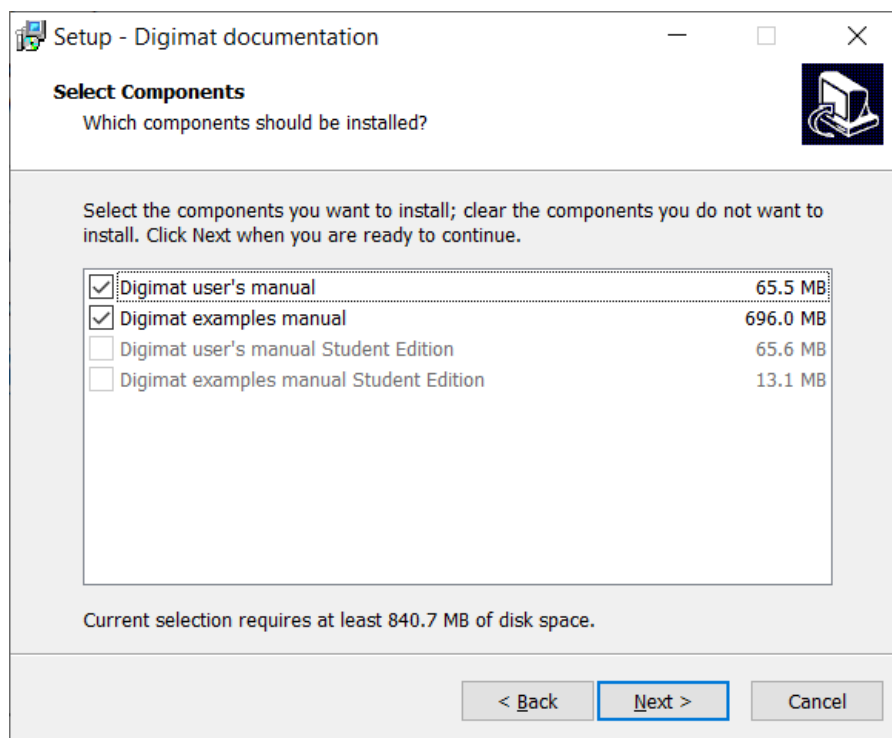 Setup - Digimat documentation
Select Components
Which components should be installed?
Select the components you want to install; clear the components you do not want to
install. Click Next when you are ready to continue.
Digimat user's manual 65.5 MB
Digimat examples manual 696.0 MB
Digimat user's manual Student Edition 65.6 MB
Digimat examples manual Student Edition 13.1 MB
Current selection requires at least 840.7 MB of disk space.
< Back Next > Cancel